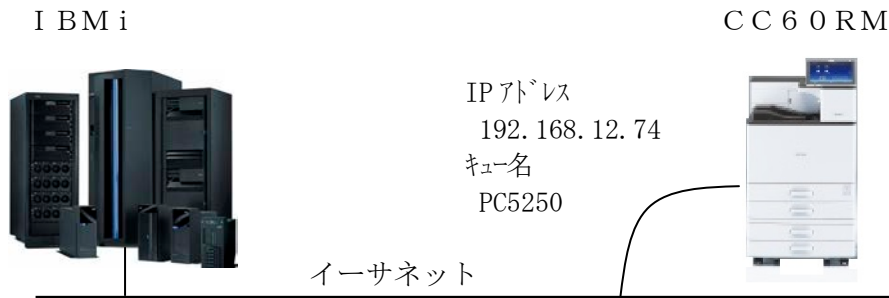 ＩＢＭｉ
ＣＣ６０ＲＭ
IPｱﾄﾞﾚｽ
192.168.12.74
ｷｭｰ名
PC5250
イーサネット